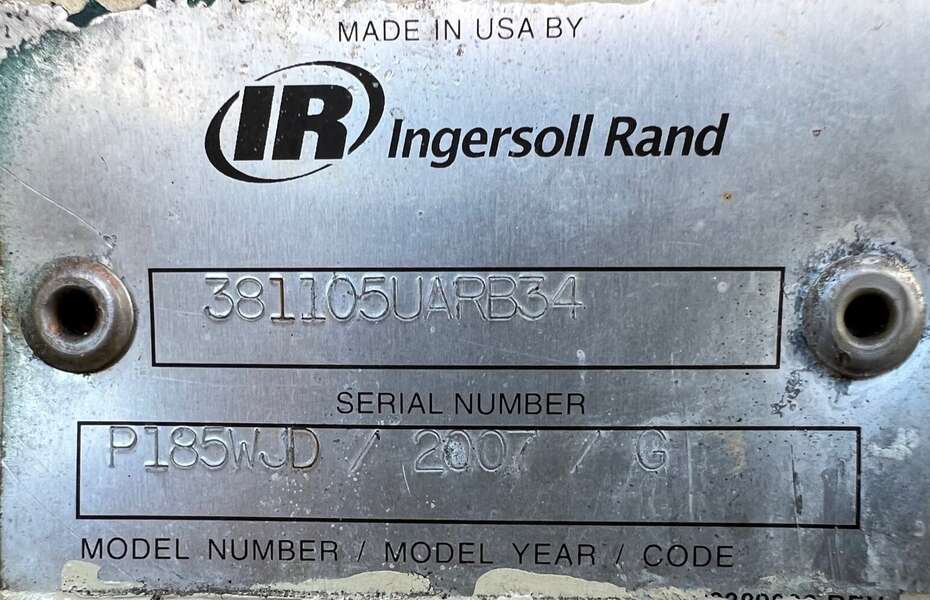 MADE IN USA BY
IR Ingersoll Rand
381105UARB34
SERIAL NUMBER
P185WJD / 2007 / G
MODEL NUMBER / MODEL YEAR / CODE